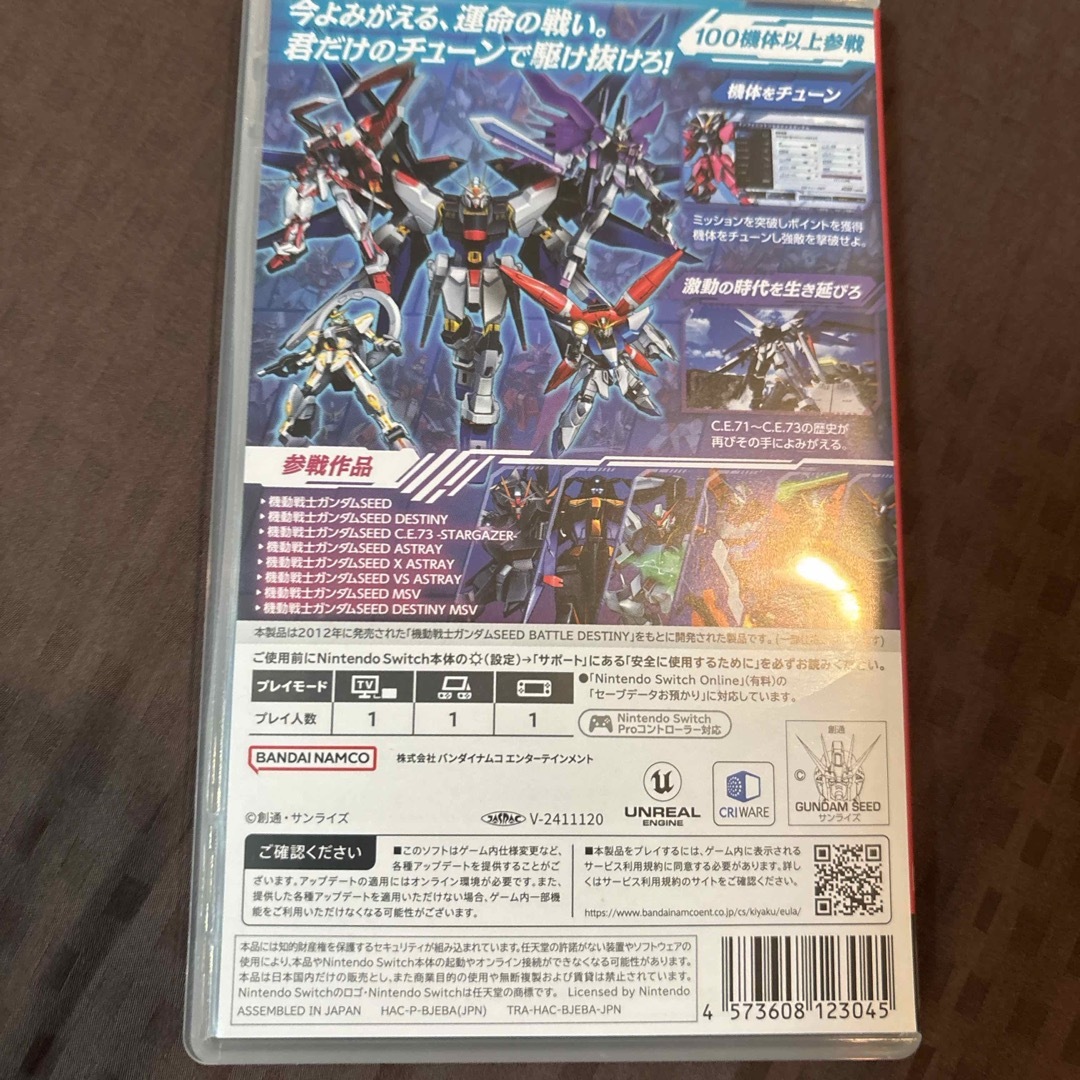 今よみがえる、運命の戦い。
君だけのチューンで駆け抜けろ!
100機体以上参戦
機体をチューン
ミッションを突破しポイントを獲得
機体をチューンし強敵を撃破せよ。
激動の時代を生き延びろ
C.E.71〜C.E.73の歴史が
再びその手によみがえる。
参戦作品
機動戦士ガンダムSEED
機動戦士ガンダムSEED DESTINY
機動戦士ガンダムSEED C.E.73 -STARGAZER-
機動戦士ガンダムSEED ASTRAY
機動戦士ガンダムSEED X ASTRAY
機動戦士ガンダムSEED VS ASTRAY
機動戦士ガンダムSEED MSV
機動戦士ガンダムSEED DESTINY MSV
本製品は2012年に発売された「機動戦士ガンダムSEED BATTLE DESTINY」をもとに開発された製品です。
ご使用前にNintendo Switch本体の(設定)→「サポート」にある「安全に使用するために」を必ずお読みください。
プレイモード TV
●「Nintendo Switch Online」(有料)の
「セーブデータお預かり」に対応しています。
プレイ人数 1 1 1
Nintendo Switch
Proコントローラー対応
BANDAI NAMCO
株式会社 バンダイナムコ エンターテインメント
UNREAL
ENGINE
CRIWARE
創通
©
GUNDAM SEED
サンライズ
©創通・サンライズ
JASRAC V-2411120
ご確認ください
■このソフトはゲーム内仕様変更など、
各種アップデートを提供することがご
ざいます。アップデートの適用にはオンライン環境が必要です。また、
提供した各種アップデートを適用いただけない場合、ゲーム内一部機
能をご利用いただけなくなる可能性がございます。
■本製品をプレイするには、ゲーム内に表示される
サービス利用規約に同意する必要があります。詳し
くはサービス利用規約のサイトをご確認ください。
https://www.bandainamcoent.co.jp/cs/kiyaku/eula/
本品には知的財産権を保護するセキュリティが組み込まれています。任天堂の許諾がない装置やソフトウェアの
使用により、本品やNintendo Switch本体の起動やオンライン接続ができなくなる可能性があります。
本品は日本国内だけの販売とし、また商業目的の使用や無断複製および賃貸は禁止されています。
Nintendo Switchのロゴ・Nintendo Switchは任天堂の商標です。 Licensed by Nintendo
ASSEMBLED IN JAPAN HAC-P-BJEBA(JPN) TRA-HAC-BJEBA-JPN
4 573608 123045